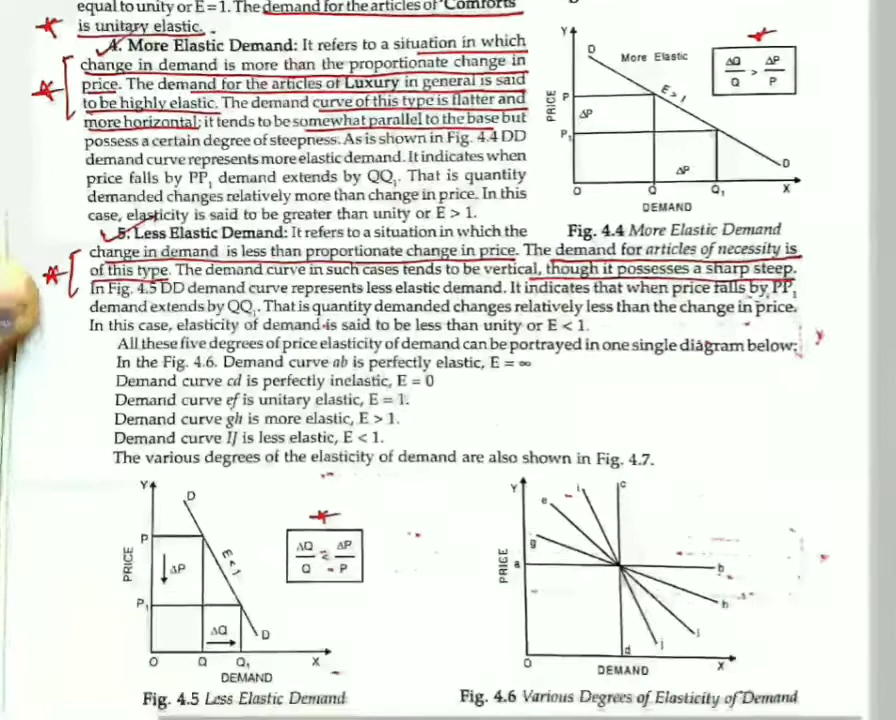 equal to unity or E = 1. The demand for the articles of 'Comforts
is unitary elastic.
4. More Elastic Demand: It refers to a situation in which
change in demand is more than the proportionate change in
price. The demand for the articles of Luxury in general is said
to be highly elastic. The demand curve of this type is flatter and
more horizontal; it tends to be somewhat parallel to the base but
possess a certain degree of steepness. As is shown in Fig. 4.4 DD
demand curve represents more elastic demand. It indicates when
price falls by PP₁ demand extends by QQ₁. That is quantity
demanded changes relatively more than change in price. In this
case, elasticity is said to be greater than unity or E > 1.
Y
D
More Elastic
ΔQ/Q > ΔP/P
PRICE
P
E > 1
ΔP
P₁
ΔP
D
O Q Q₁ X
DEMAND
Fig. 4.4 More Elastic Demand
5. Less Elastic Demand: It refers to a situation in which the
change in demand is less than proportionate change in price. The demand for articles of necessity is
of this type. The demand curve in such cases tends to be vertical, though it possesses a sharp steep.
In Fig. 4.5 DD demand curve represents less elastic demand. It indicates that when price falls by PP₁
demand extends by QQ₁. That is quantity demanded changes relatively less than the change in price.
In this case, elasticity of demand is said to be less than unity or E < 1.
All these five degrees of price elasticity of demand can be portrayed in one single diagram below:
In the Fig. 4.6. Demand curve ab is perfectly elastic, E = ∞
Demand curve cd is perfectly inelastic, E = 0
Demand curve ef is unitary elastic, E = 1.
Demand curve gh is more elastic, E > 1.
Demand curve IJ is less elastic, E < 1.
The various degrees of the elasticity of demand are also shown in Fig. 4.7.
Y
D
PRICE
P
E < 1
ΔP
P₁
ΔQ
D
O Q Q₁ X
DEMAND
ΔQ/Q < ΔP/P
Fig. 4.5 Less Elastic Demand
Y
c
i
e
g
PRICE
a
b
h
j
d
O
DEMAND
X
Fig. 4.6 Various Degrees of Elasticity of Demand